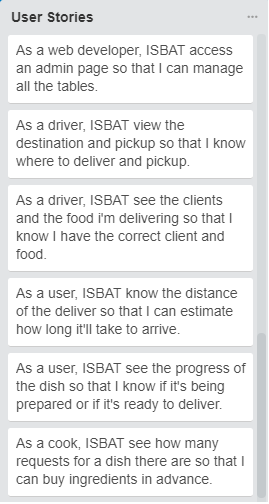 User Stories
As a web developer, ISBAT access
an admin page so that I can manage
all the tables.
As a driver, ISBAT view the
destination and pickup so that I know
where to deliver and pickup.
As a driver, ISBAT see the clients
and the food i'm delivering so that I
know I have the correct client and
food.
As a user, ISBAT know the distance
of the deliver so that I can estimate
how long it'll take to arrive.
As a user, ISBAT see the progress of
the dish so that I know if it's being
prepared or if it's ready to deliver.
As a cook, ISBAT see how many
requests for a dish there are so that I
can buy ingredients in advance.